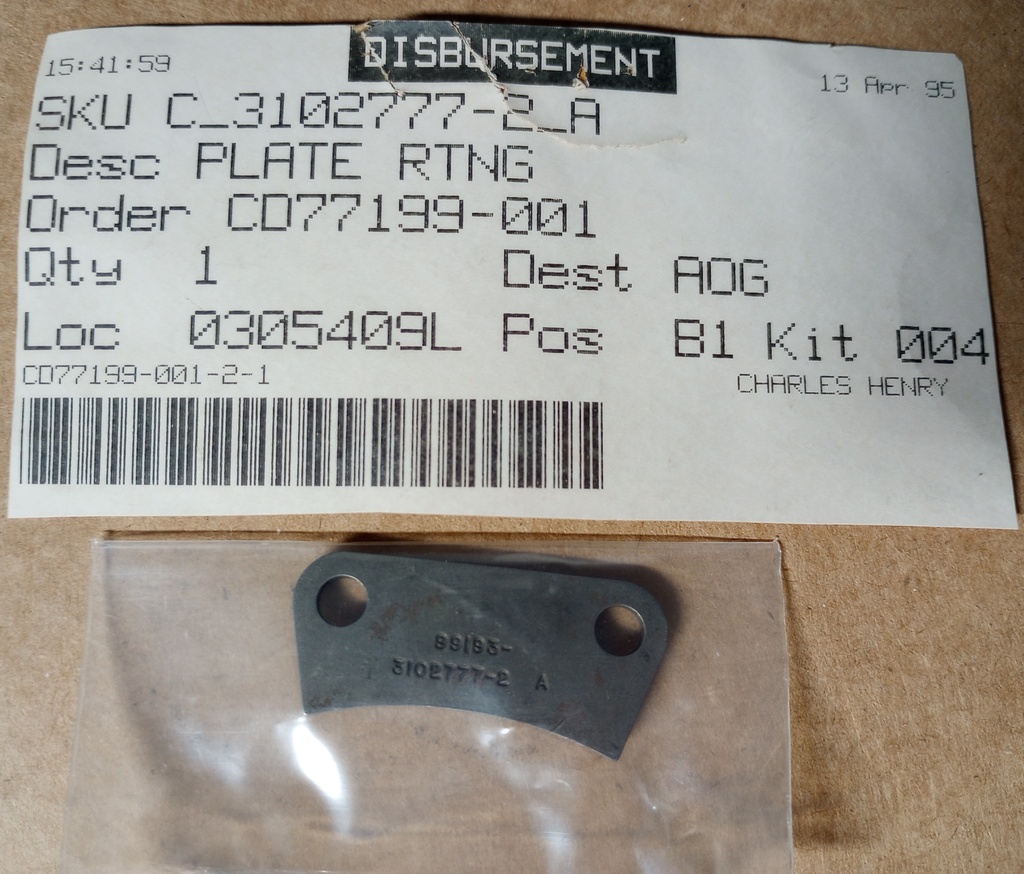 DISBURSEMENT
15:41:59 13 Apr 95
SKU C_3102777-2_A
Desc PLATE RTNG
Order CD77199-001
Qty 1 Dest AOG
Loc 0305409L Pos B1 Kit 004
CD77199-001-2-1 CHARLES HENRY
99193-
3102777-2 A